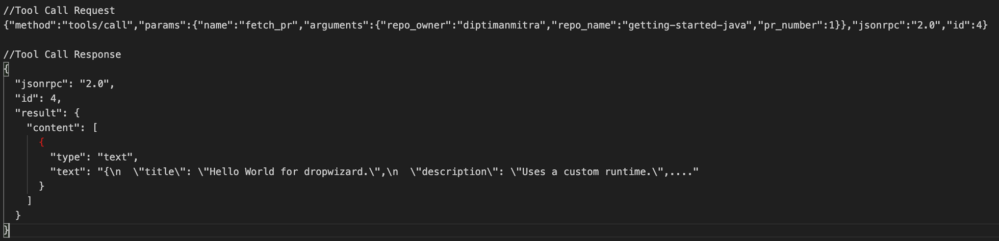 //Tool Call Request
{"method":"tools/call","params":{"name":"fetch_pr","arguments":{"repo_owner":"diptimanmitra","repo_name":"getting-started-java","pr_number":1}},"jsonrpc":"2.0","id":4}

//Tool Call Response
{
  "jsonrpc": "2.0",
  "id": 4,
  "result": {
    "content": [
      {
        "type": "text",
        "text": "{\n  \"title\": \"Hello World for dropwizard.\",\n  \"description\": \"Uses a custom runtime.\",...."
      }
    ]
  }
}